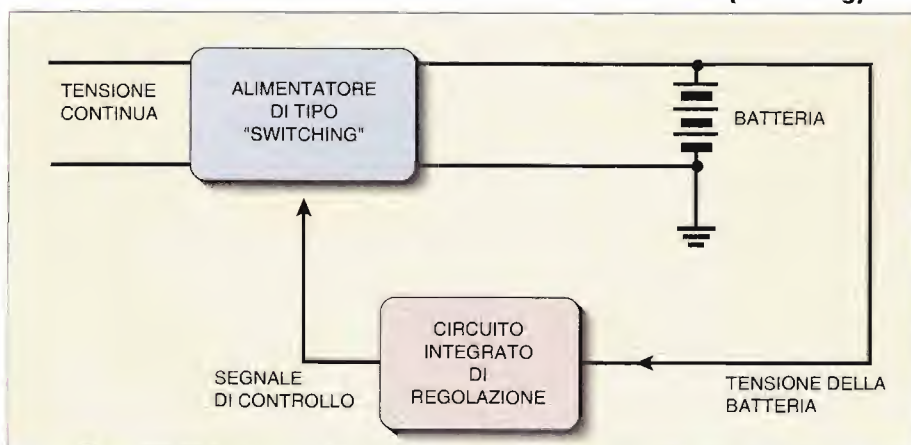 TENSIONE
CONTINUA
ALIMENTATORE
DI TIPO
"SWITCHING"
BATTERIA
CIRCUITO
INTEGRATO
DI
REGOLAZIONE
SEGNALE
DI CONTROLLO
TENSIONE DELLA
BATTERIA